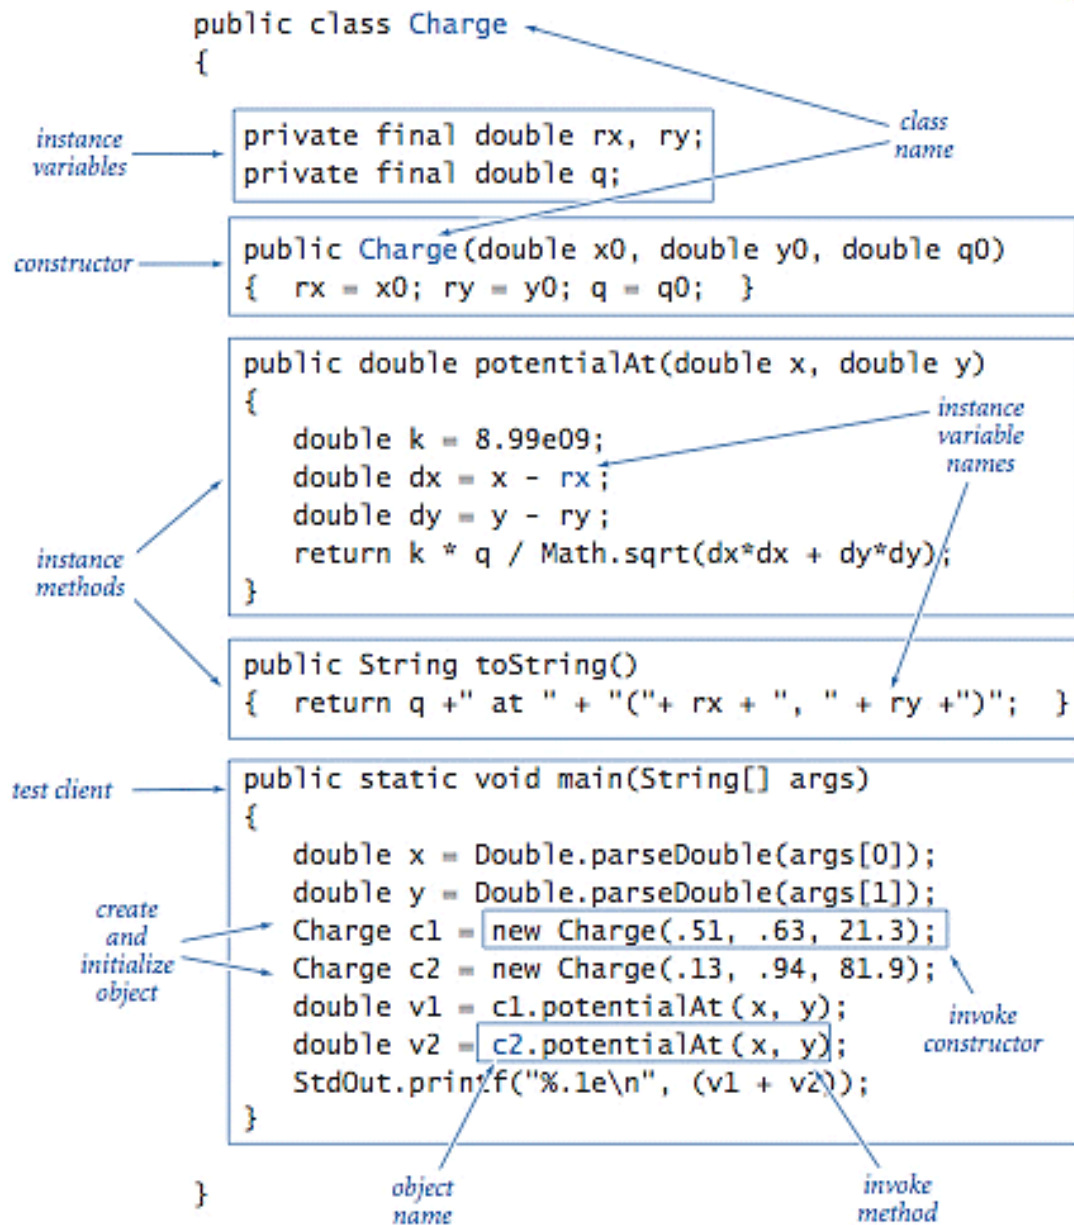 public class Charge
{
class
name
instance
variables
private final double rx, ry;
private final double q;
constructor
public Charge(double x0, double y0, double q0)
{ rx = x0; ry = y0; q = q0; }
instance
methods
public double potentialAt(double x, double y)
{
double k = 8.99e09;
double dx = x - rx;
double dy = y - ry;
return k * q / Math.sqrt(dx*dx + dy*dy);
}
instance
variable
names
public String toString()
{ return q +" at " + "("+ rx + ", " + ry +")"; }
test client
public static void main(String[] args)
{
double x = Double.parseDouble(args[0]);
double y = Double.parseDouble(args[1]);
Charge c1 = new Charge(.51, .63, 21.3);
Charge c2 = new Charge(.13, .94, 81.9);
double v1 = c1.potentialAt(x, y);
double v2 = c2.potentialAt(x, y);
StdOut.printf("%.1e\n", (v1 + v2));
}
create
and
initialize
object
invoke
constructor
}
object
name
invoke
method